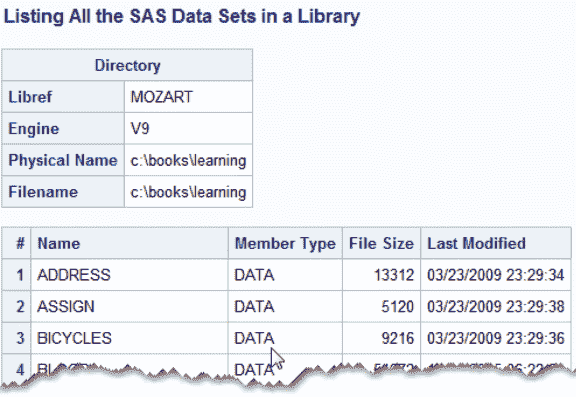 Listing All the SAS Data Sets in a Library
Directory
Libref MOZART
Engine V9
Physical Name c:\books\learning
Filename c:\books\learning
# Name Member Type File Size Last Modified
1 ADDRESS DATA 13312 03/23/2009 23:29:34
2 ASSIGN DATA 5120 03/23/2009 23:29:38
3 BICYCLES DATA 9216 03/23/2009 23:29:36
4 DATA